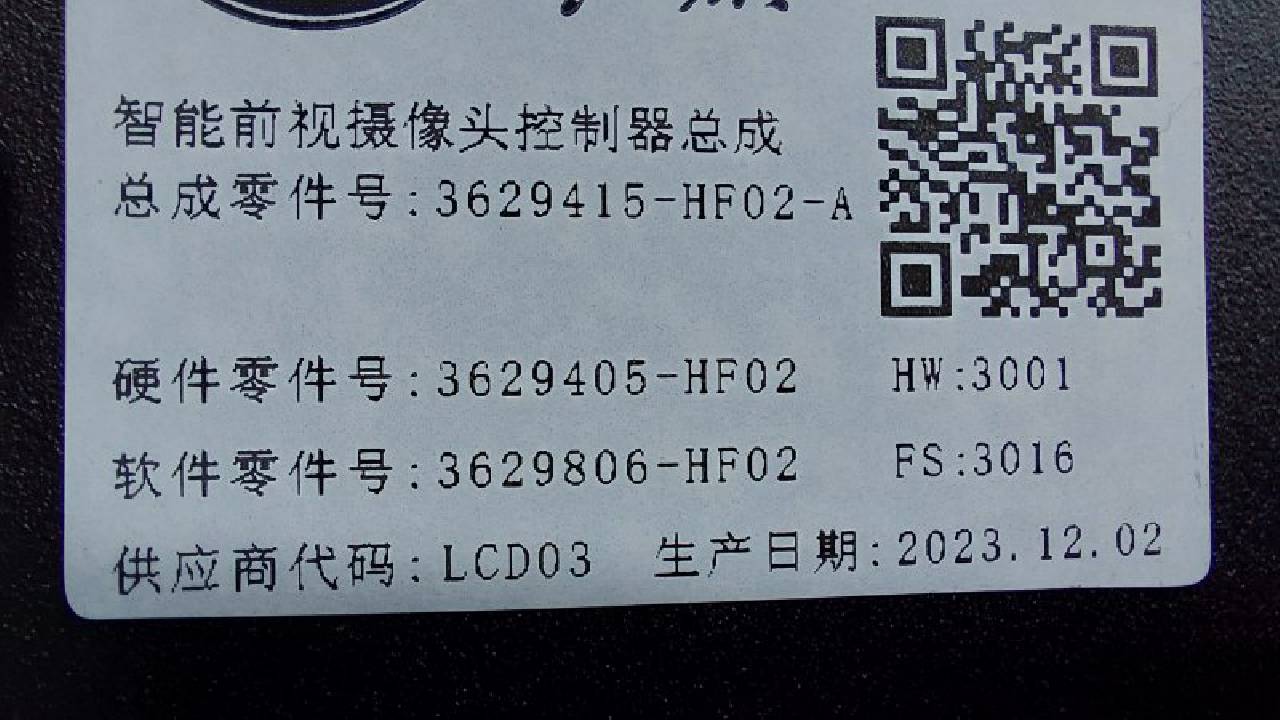 智能前视摄像头控制器总成
总成零件号:3629415-HF02-A
硬件零件号:3629405-HF02 HW:3001
软件零件号:3629806-HF02 FS:3016
供应商代码:LCD03 生产日期:2023.12.02